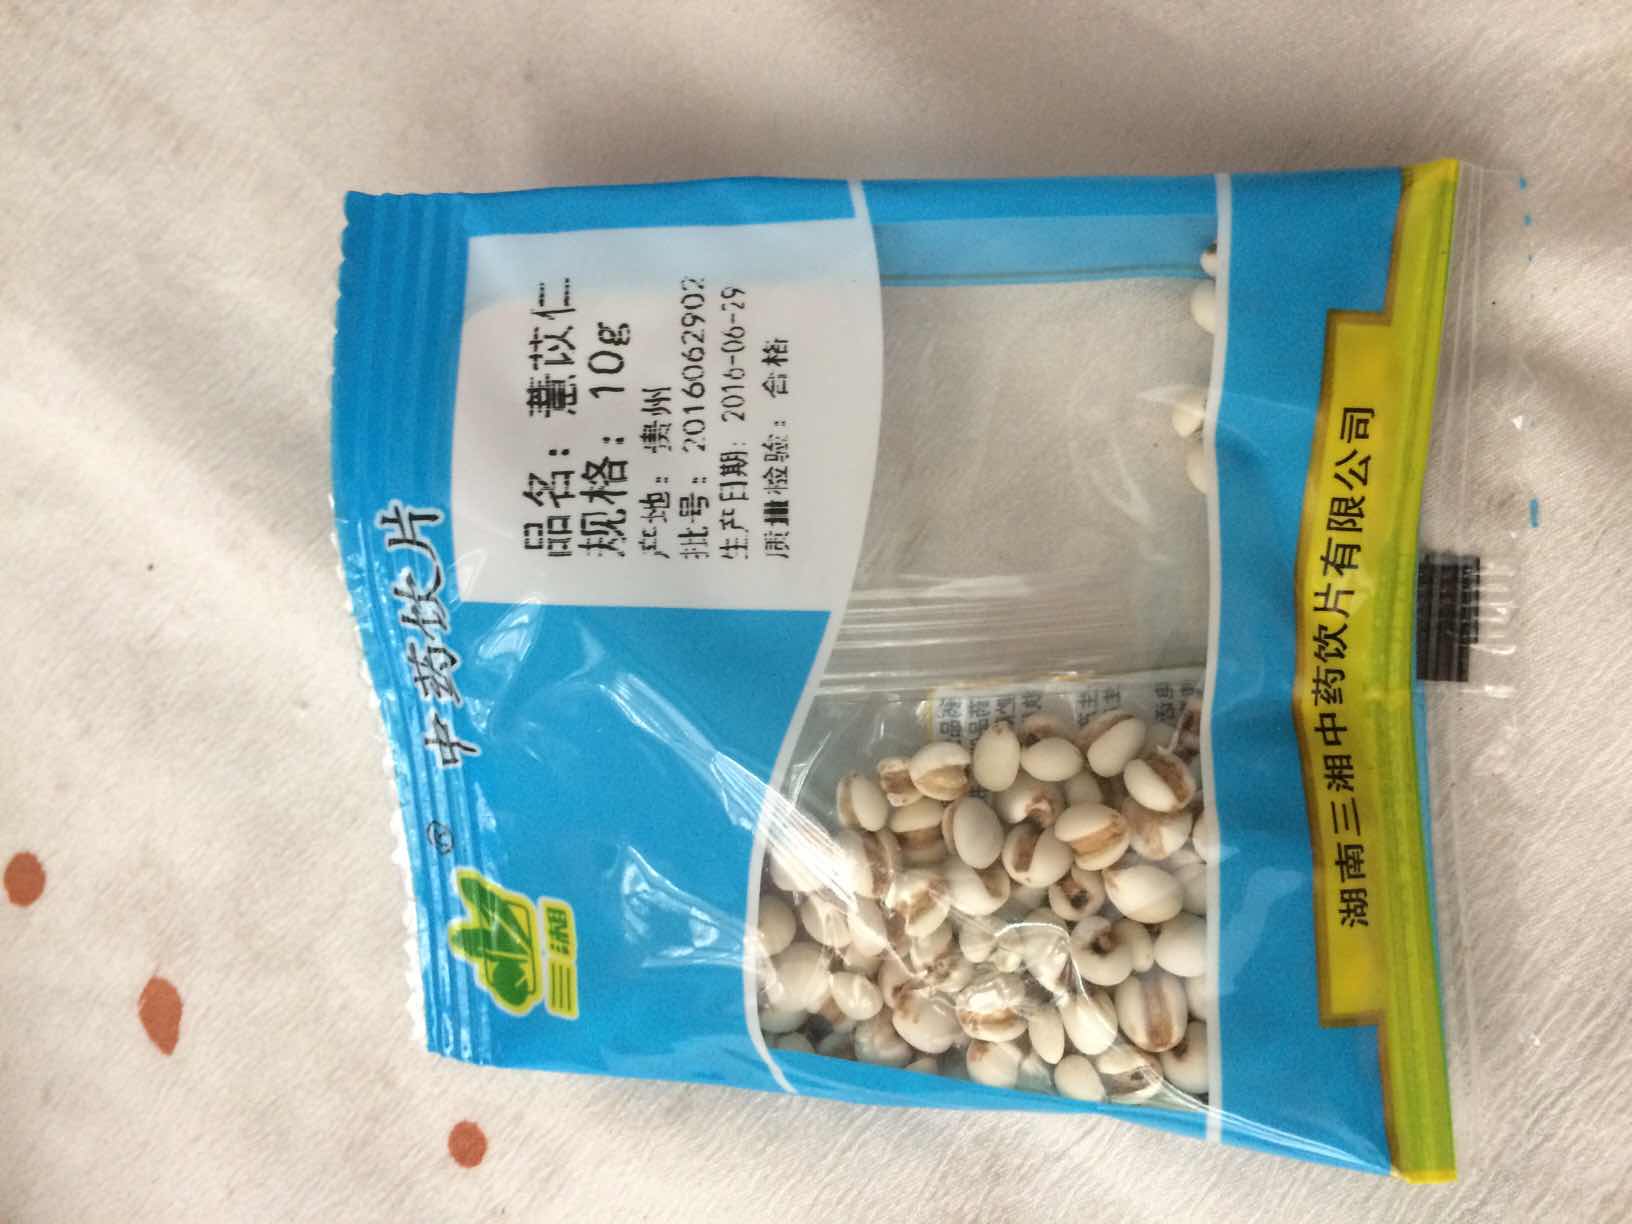 中药饮片
®
三湘
品名：薏苡仁
规格：10g
产地：贵州
批号：2016062902
生产日期：2016-06-29
质量检验：合格
湖南三湘中药饮片有限公司